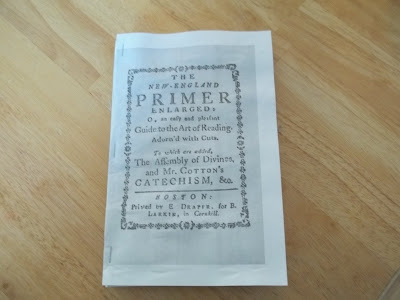 THE
NEW-ENGLAND
PRIMER
ENLARGED:
O, an easy and pleasant
Guide to the Art of Reading.
Adorn'd with Cuts.
To which are added,
The Assembly of Divines,
and Mr. COTTON's
CATECHISM, &c.
BOSTON:
Printed by E. DRAPER, for B.
LARKIN, in Cornhill.